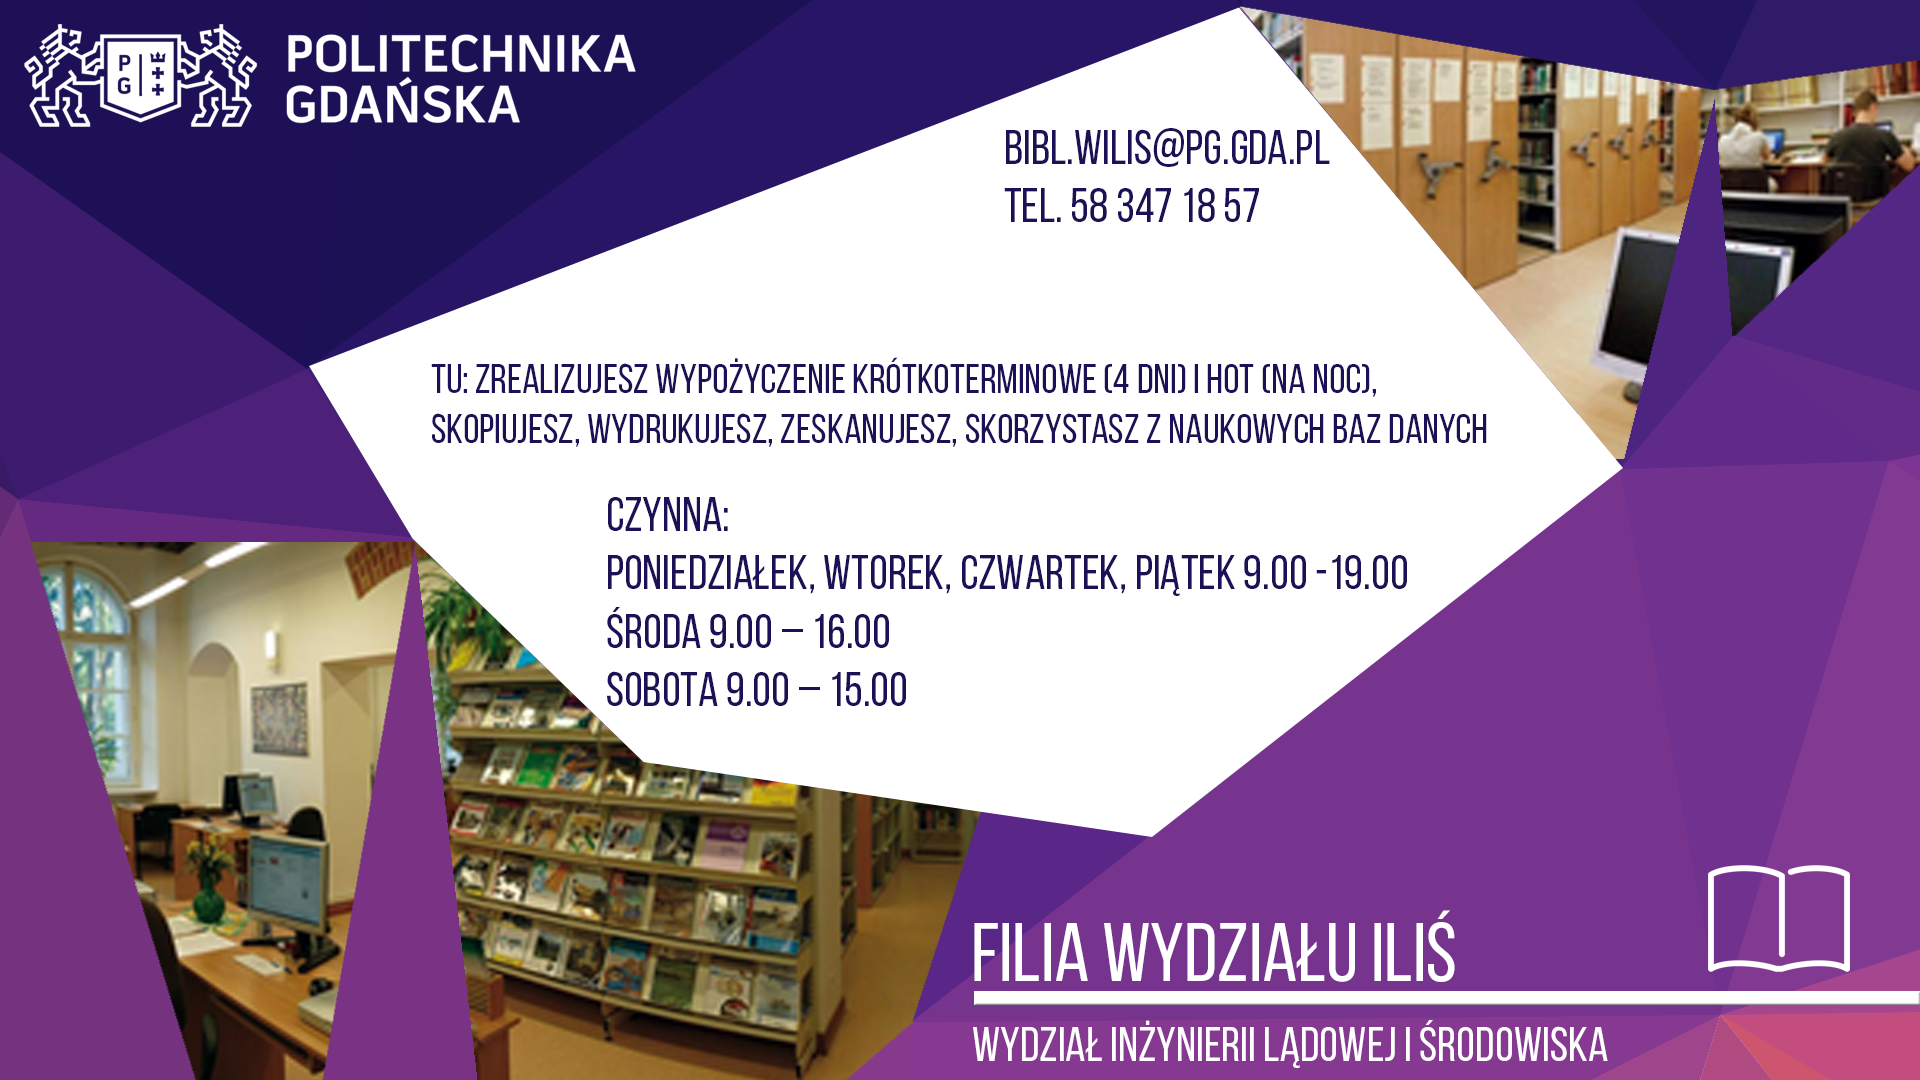 P G
POLITECHNIKA
GDAŃSKA
BIBL.WILIS@PG.GDA.PL
TEL. 58 347 18 57
TU: ZREALIZUJESZ WYPOŻYCZENIE KRÓTKOTERMINOWE (4 DNI) I HOT (NA NOC),
SKOPIUJESZ, WYDRUKUJESZ, ZESKANUJESZ, SKORZYSTASZ Z NAUKOWYCH BAZ DANYCH
CZYNNA:
PONIEDZIAŁEK, WTOREK, CZWARTEK, PIĄTEK 9.00 -19.00
ŚRODA 9.00 – 16.00
SOBOTA 9.00 – 15.00
FILIA WYDZIAŁU ILIŚ
WYDZIAŁ INŻYNIERII LĄDOWEJ I ŚRODOWISKA